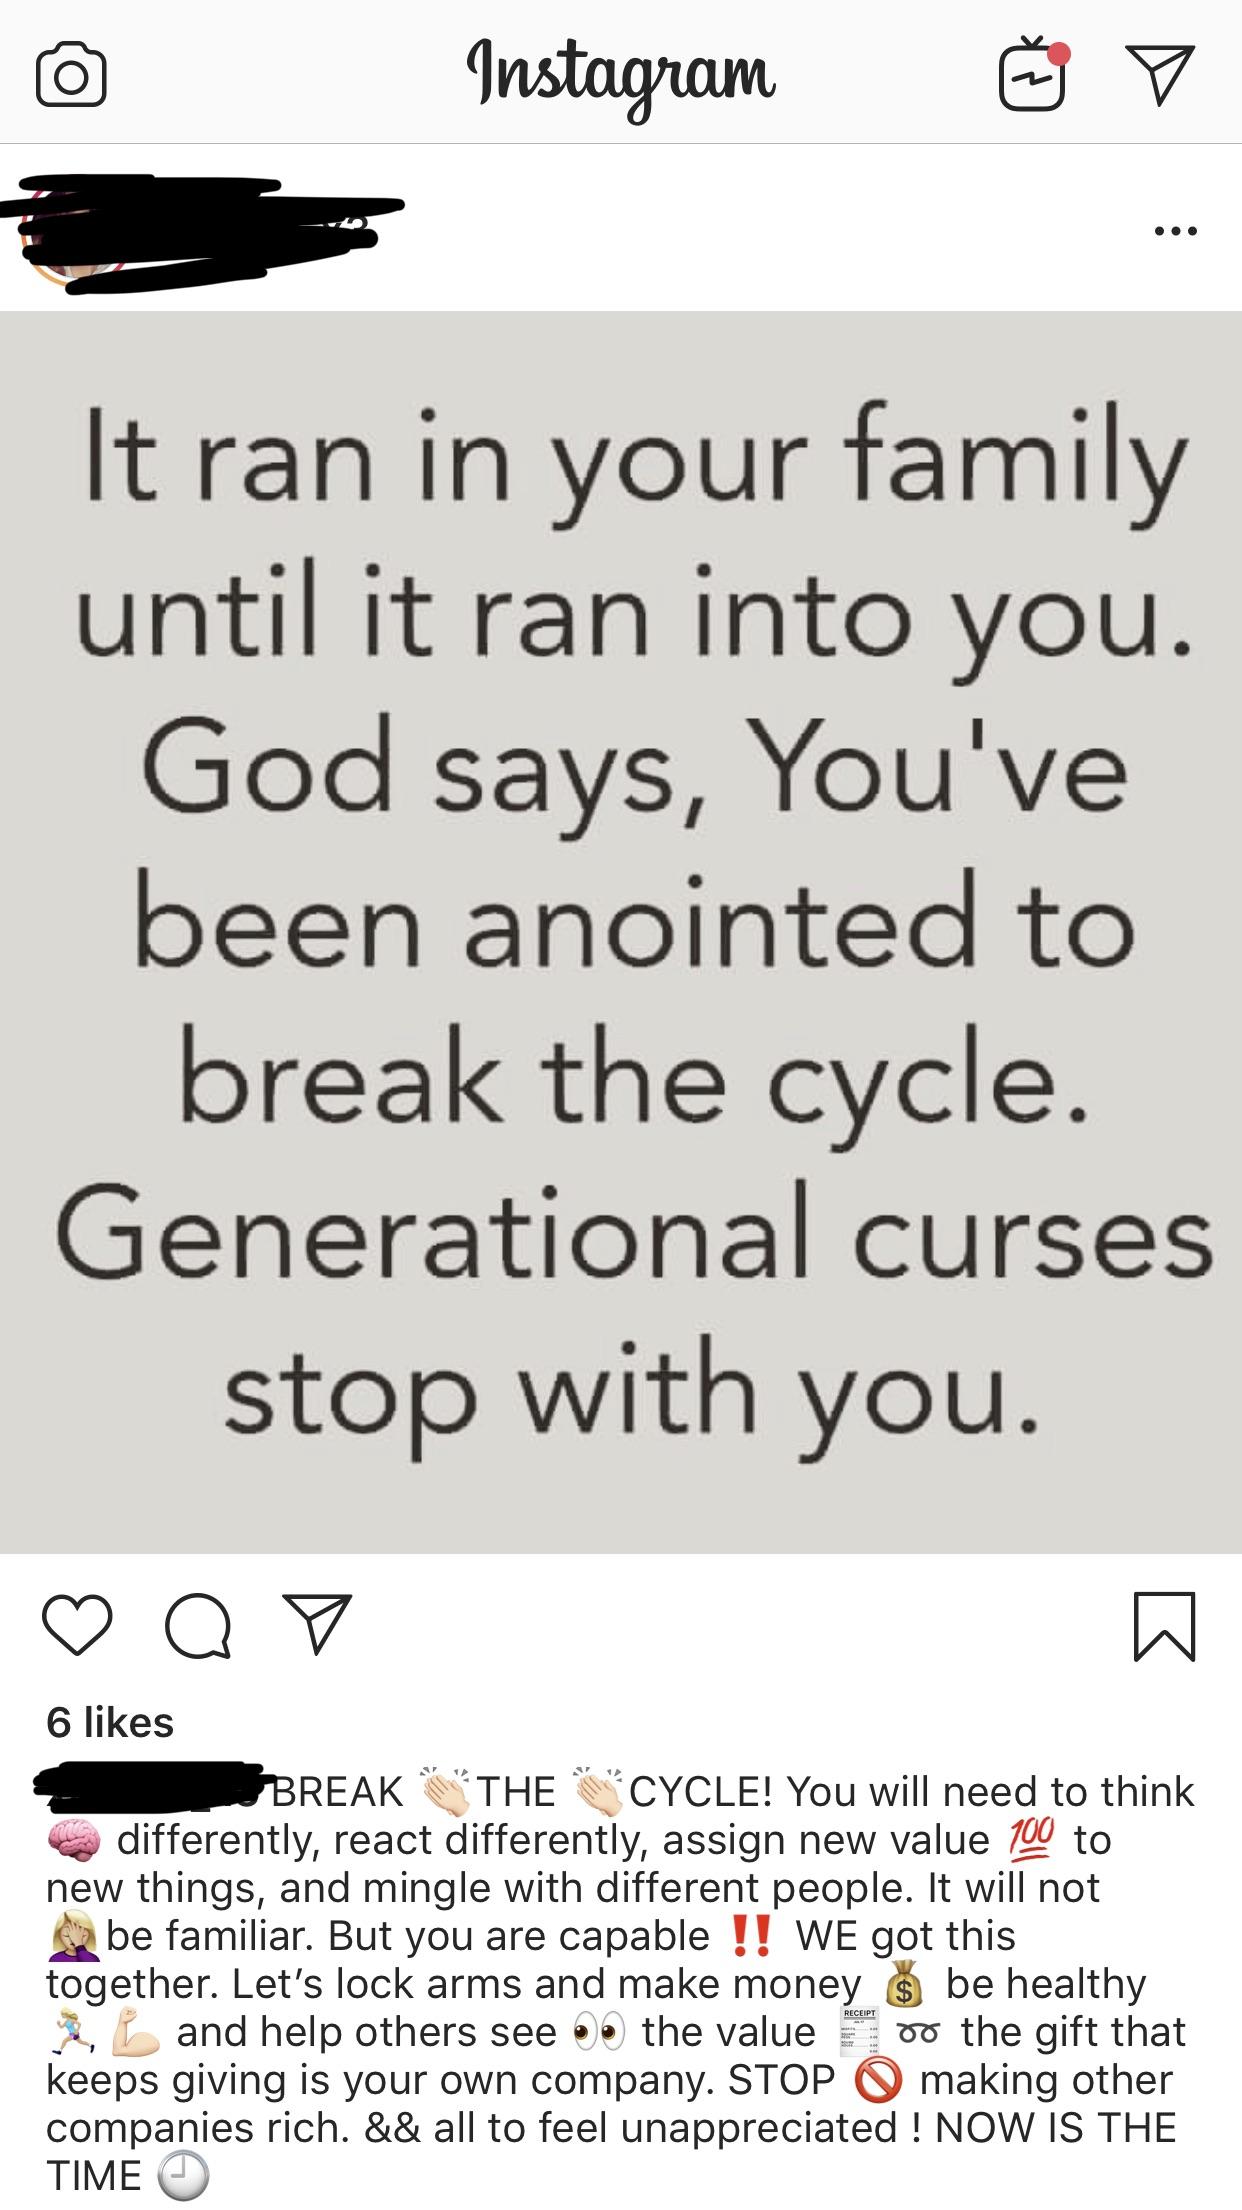 Instagram
It ran in your family
until it ran into you.
God says, You've
been anointed to
break the cycle.
Generational curses
stop with you.
6 likes
BREAK 👏🏻THE 👏🏻CYCLE! You will need to think
🧠 differently, react differently, assign new value 💯 to
new things, and mingle with different people. It will not
🤦🏼‍♀️be familiar. But you are capable ‼️ WE got this
together. Let’s lock arms and make money 💰 be healthy
🏃🏼‍♀️💪🏻 and help others see 👀 the value 🧾 ➿ the gift that
keeps giving is your own company. STOP 🚫 making other
companies rich. && all to feel unappreciated ! NOW IS THE
TIME 🕘